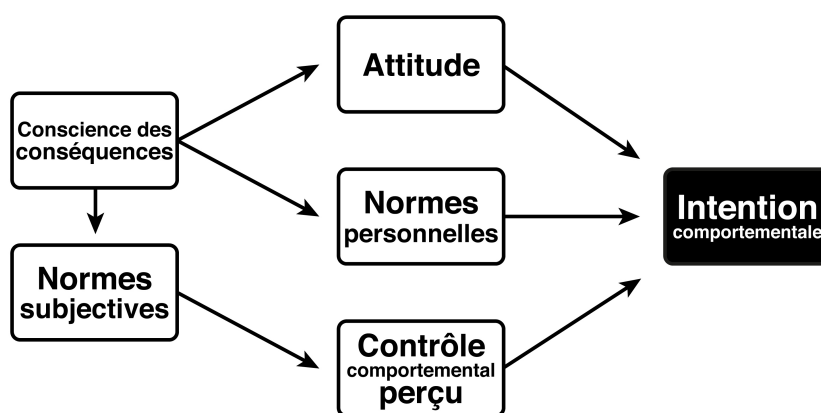 Attitude
Conscience des
conséquences
Normes
personnelles
Intention
comportementale
Normes
subjectives
Contrôle
comportemental
perçu